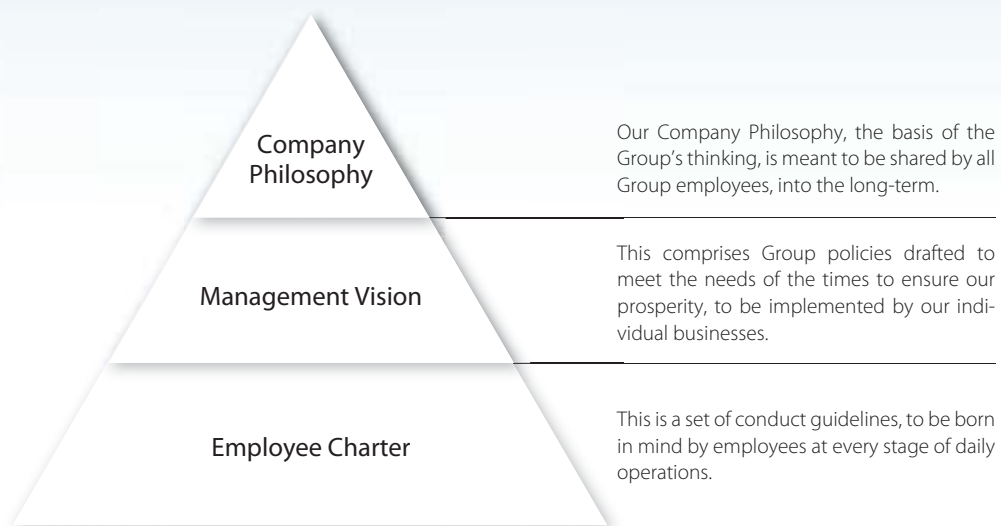 Company
Philosophy
Our Company Philosophy, the basis of the
Group's thinking, is meant to be shared by all
Group employees, into the long-term.
Management Vision
This comprises Group policies drafted to
meet the needs of the times to ensure our
prosperity, to be implemented by our indi-
vidual businesses.
Employee Charter
This is a set of conduct guidelines, to be born
in mind by employees at every stage of daily
operations.